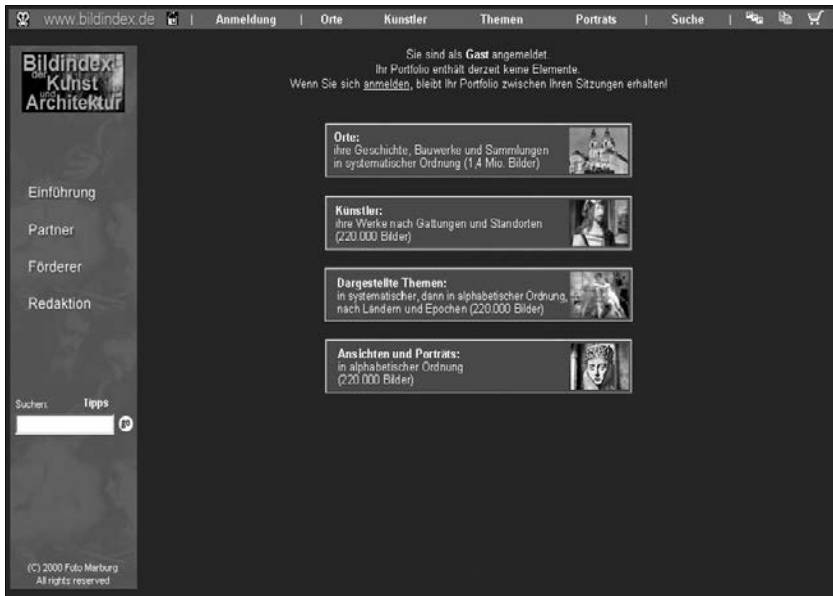 www.bildindex.de | Anmeldung | Orte Künstler Themen Porträts | Suche |
Bildindex
der
Kunst
und
Architektur
Einführung
Partner
Förderer
Redaktion
Suchen: Tipps
go
(C) 2000 Foto Marburg
All rights reserved
Sie sind als Gast angemeldet.
Ihr Portfolio enthält derzeit keine Elemente.
Wenn Sie sich anmelden, bleibt Ihr Portfolio zwischen Ihren Sitzungen erhalten!
Orte:
ihre Geschichte, Bauwerke und Sammlungen
in systematischer Ordnung (1,4 Mio. Bilder)
Künstler:
ihre Werke nach Gattungen und Standorten
(220.000 Bilder)
Dargestellte Themen:
in systematischer, dann in alphabetischer Ordnung,
nach Ländern und Epochen (220.000 Bilder)
Ansichten und Porträts:
in alphabetischer Ordnung
(220.000 Bilder)